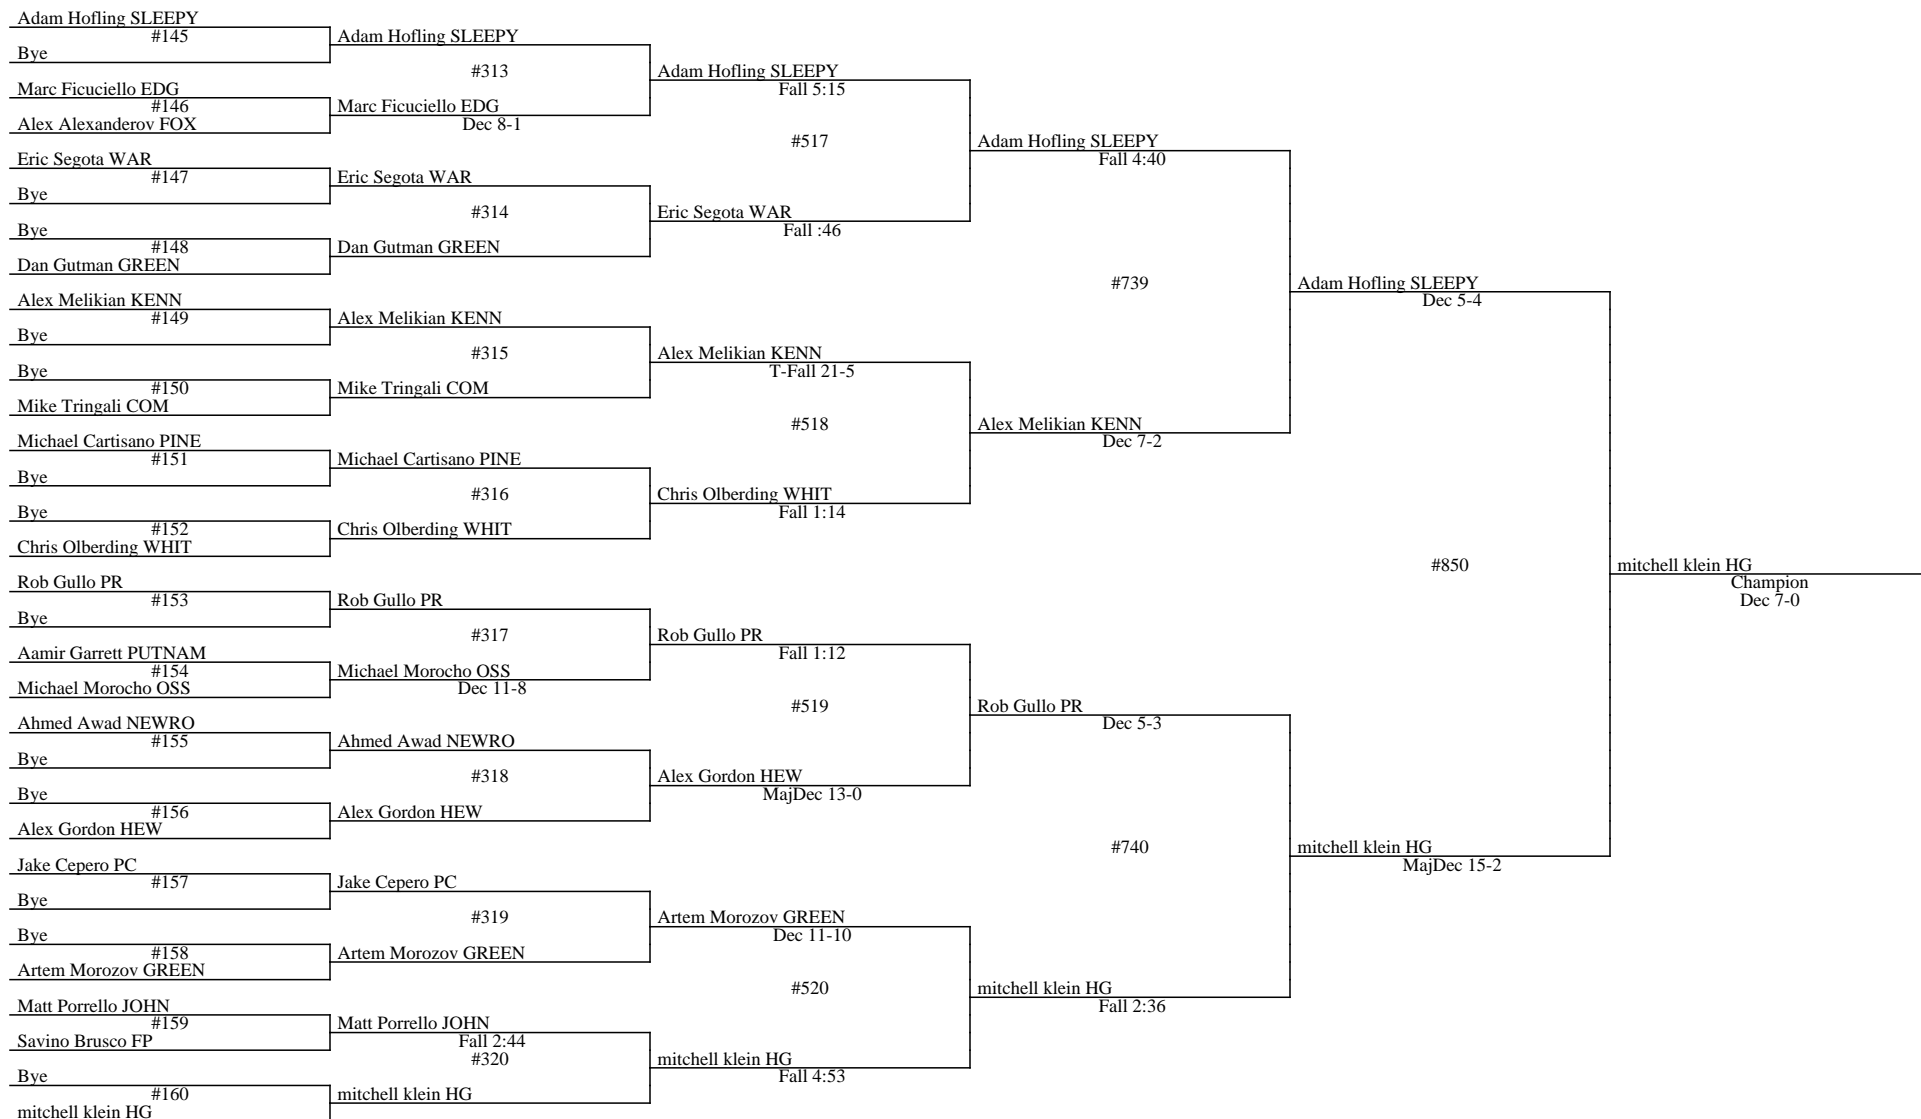 Adam Hofling SLEEPY
#145
Bye
Marc Ficuciello EDG
#146
Alex Alexanderov FOX
Eric Segota WAR
#147
Bye
Bye
#148
Dan Gutman GREEN
Alex Melikian KENN
#149
Bye
Bye
#150
Mike Tringali COM
Michael Cartisano PINE
#151
Bye
Bye
#152
Chris Olberding WHIT
Rob Gullo PR
#153
Bye
Aamir Garrett PUTNAM
#154
Michael Morocho OSS
Ahmed Awad NEWRO
#155
Bye
Bye
#156
Alex Gordon HEW
Jake Cepero PC
#157
Bye
Bye
#158
Artem Morozov GREEN
Matt Porrello JOHN
#159
Savino Brusco FP
Bye
#160
mitchell klein HG
Adam Hofling SLEEPY
#313
Marc Ficuciello EDG
Dec 8-1
Eric Segota WAR
#314
Dan Gutman GREEN
Alex Melikian KENN
#315
Mike Tringali COM
Michael Cartisano PINE
#316
Chris Olberding WHIT
Rob Gullo PR
#317
Michael Morocho OSS
Dec 11-8
Ahmed Awad NEWRO
#318
Alex Gordon HEW
Jake Cepero PC
#319
Artem Morozov GREEN
Matt Porrello JOHN
Fall 2:44
#320
mitchell klein HG
Adam Hofling SLEEPY
Fall 5:15
#517
Eric Segota WAR
Fall :46
Alex Melikian KENN
T-Fall 21-5
#518
Chris Olberding WHIT
Fall 1:14
Rob Gullo PR
Fall 1:12
#519
Alex Gordon HEW
MajDec 13-0
Artem Morozov GREEN
Dec 11-10
#520
mitchell klein HG
Fall 4:53
Adam Hofling SLEEPY
Fall 4:40
#739
Alex Melikian KENN
Dec 7-2
Rob Gullo PR
Dec 5-3
#740
mitchell klein HG
Fall 2:36
Adam Hofling SLEEPY
Dec 5-4
#850
mitchell klein HG
MajDec 15-2
mitchell klein HG
Champion
Dec 7-0